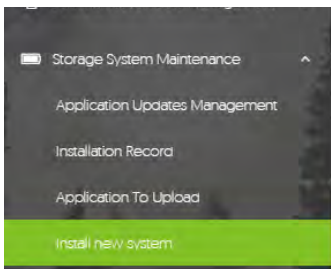 Storage System Maintenance
Application Updates Management
Installation Record
Application To Upload
Install new system